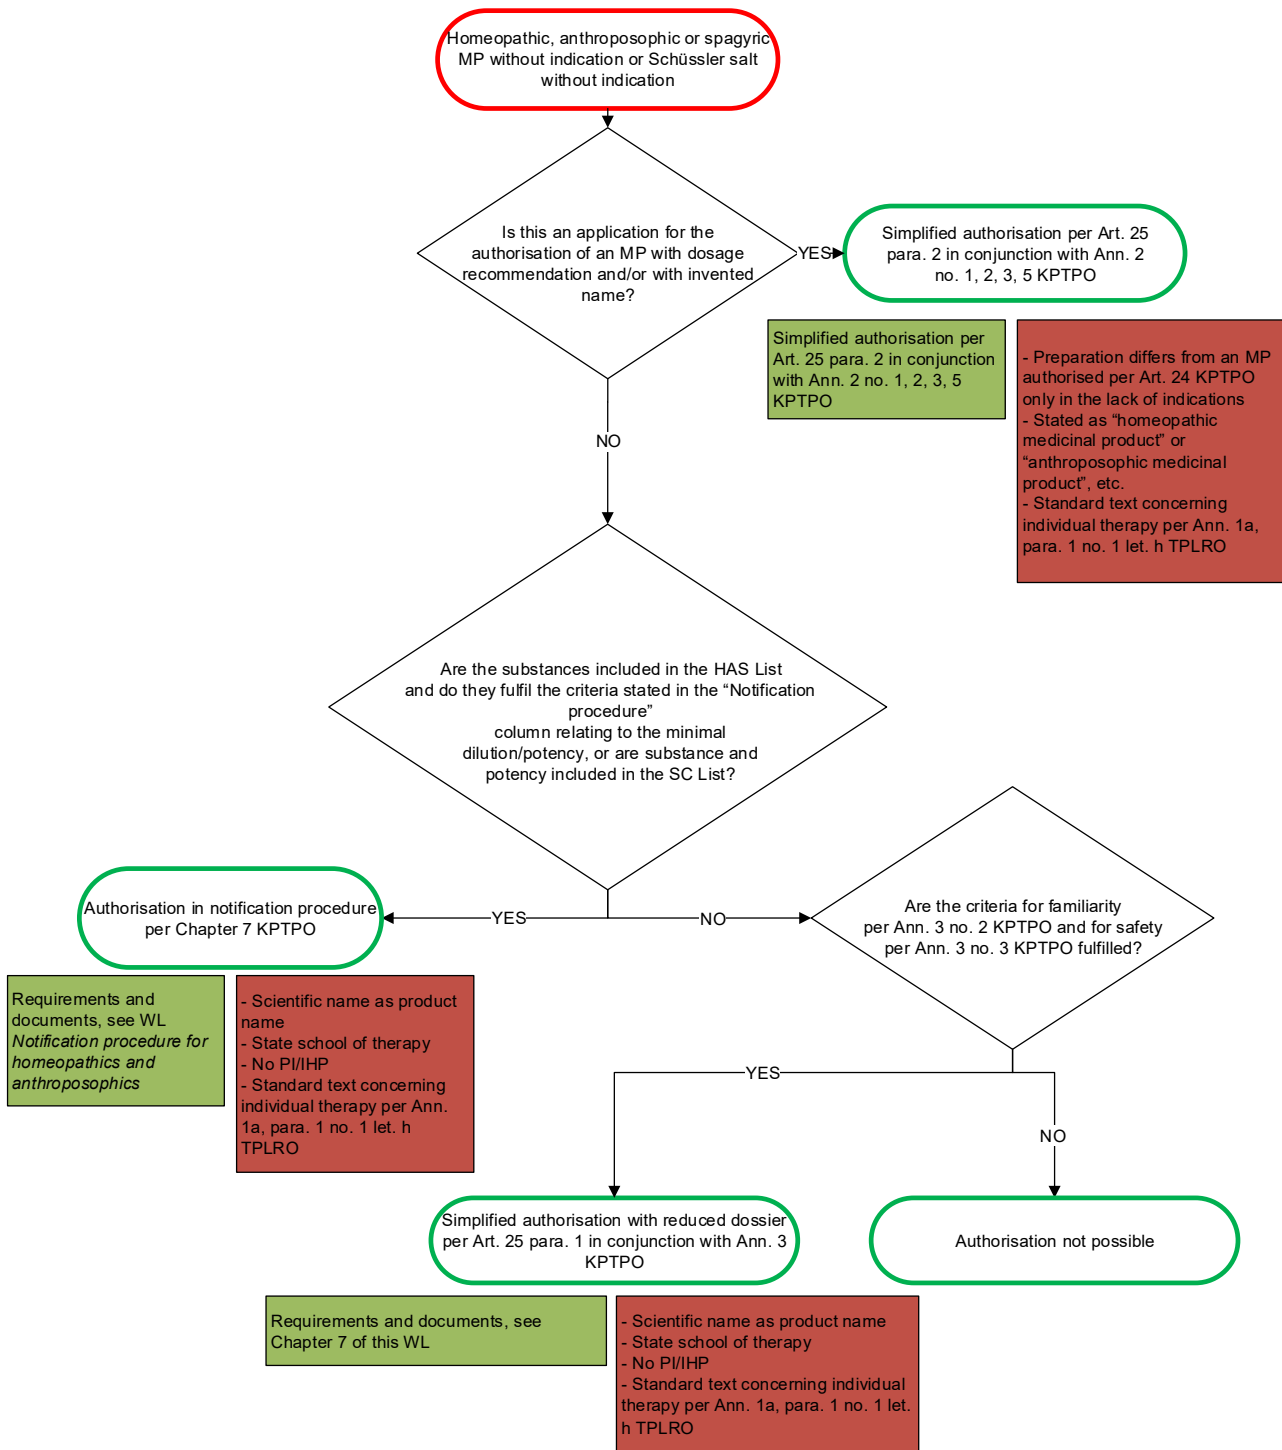 Homeopathic, anthroposophic or spagyric
MP without indication or Schüssler salt
without indication
Is this an application for the
authorisation of an MP with dosage
recommendation and/or with invented
name?
YES
Simplified authorisation per Art. 25
para. 2 in conjunction with Ann. 2
no. 1, 2, 3, 5 KPTPO
Simplified authorisation per
Art. 25 para. 2 in conjunction
with Ann. 2 no. 1, 2, 3, 5
KPTPO
- Preparation differs from an MP
authorised per Art. 24 KPTPO
only in the lack of indications
- Stated as “homeopathic
medicinal product” or
“anthroposophic medicinal
product”, etc.
- Standard text concerning
individual therapy per Ann. 1a,
para. 1 no. 1 let. h TPLRO
NO
Are the substances included in the HAS List
and do they fulfil the criteria stated in the “Notification
procedure”
column relating to the minimal
dilution/potency, or are substance and
potency included in the SC List?
YES
NO
Authorisation in notification procedure
per Chapter 7 KPTPO
Requirements and
documents, see WL
Notification procedure for
homeopathics and
anthroposophics
- Scientific name as product
name
- State school of therapy
- No PI/IHP
- Standard text concerning
individual therapy per Ann.
1a, para. 1 no. 1 let. h
TPLRO
Are the criteria for familiarity
per Ann. 3 no. 2 KPTPO and for safety
per Ann. 3 no. 3 KPTPO fulfilled?
YES
NO
Simplified authorisation with reduced dossier
per Art. 25 para. 1 in conjunction with Ann. 3
KPTPO
Authorisation not possible
Requirements and documents, see
Chapter 7 of this WL
- Scientific name as product name
- State school of therapy
- No PI/IHP
- Standard text concerning individual
therapy per Ann. 1a, para. 1 no. 1 let.
h TPLRO